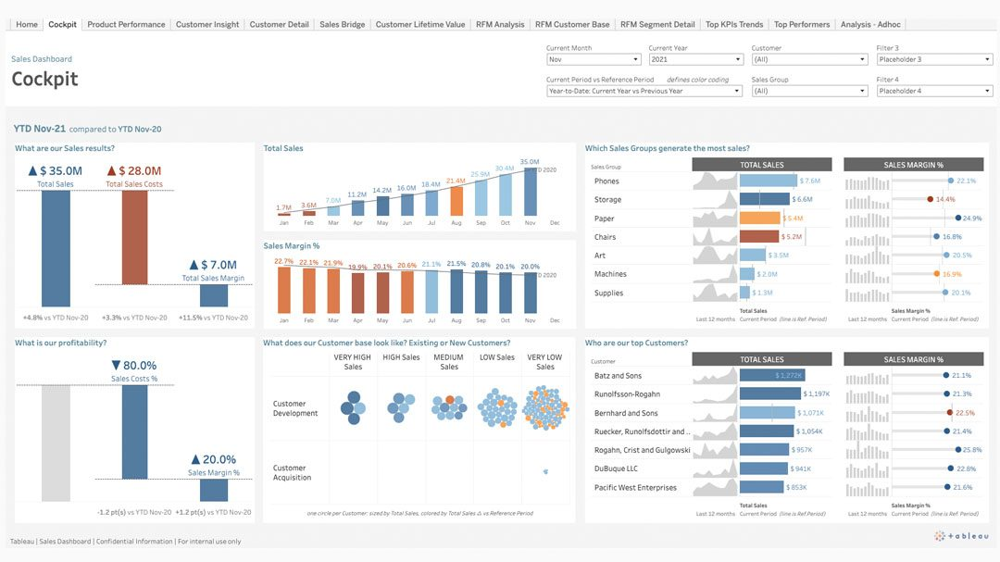 Home Cockpit Product Performance Customer Insight Customer Detail Sales Bridge Customer Lifetime Value RFM Analysis RFM Customer Base RFM Segment Detail Top KPIs Trends Top Performers Analysis - Adhoc
Sales Dashboard
Cockpit
Current Month Current Year Customer Filter 3
Nov 2021 (All) Placeholder 3
Current Period vs Reference Period defines color coding Sales Group Filter 4
Year-to-Date: Current Year vs Previous Year (All) Placeholder 4
YTD Nov-21 compared to YTD Nov-20
What are our Sales results?
▲ $ 35.0M ▲ $ 28.0M
Total Sales Total Sales Costs
▲ $ 7.0M
Total Sales Margin
+4.8% vs YTD Nov-20 +3.3% vs YTD Nov-20 +11.5% vs YTD Nov-20
Total Sales
1.7M 3.6M 7.0M 11.2M 14.2M 16.0M 18.4M 21.4M 25.9M 30.4M 35.0M
YTD 2020
Jan Feb Mar Apr May Jun Jul Aug Sep Oct Nov Dec
Sales Margin %
22.7% 22.1% 21.9% 19.9% 20.1% 20.6% 21.1% 21.5% 20.8% 20.1% 20.0%
YTD 2020
Jan Feb Mar Apr May Jun Jul Aug Sep Oct Nov Dec
Which Sales Groups generate the most sales?
Sales Group TOTAL SALES SALES MARGIN %
Phones $ 7.6M 22.1%
Storage $ 6.6M 14.4%
Paper $ 5.4M 24.9%
Chairs $ 5.2M 16.8%
Art $ 3.5M 20.5%
Machines $ 2.0M 16.9%
Supplies $ 1.3M 20.1%
Total Sales Sales Margin %
Last 12 months Current Period (line is Ref. Period) Last 12 months Current Period (line is Ref.Period)
What is our profitability?
▼ 80.0%
Sales Costs %
▲ 20.0%
Sales Margin %
-1.2 pt(s) vs YTD Nov-20 +1.2 pt(s) vs YTD Nov-20
What does our Customer base look like? Existing or New Customers?
VERY HIGH Sales HIGH Sales MEDIUM Sales LOW Sales VERY LOW Sales
Customer Development
Customer Acquisition
one circle per Customer: sized by Total Sales, colored by Total Sales Δ vs Reference Period
Who are our top Customers?
Customer TOTAL SALES SALES MARGIN %
Batz and Sons $ 1,272K 21.1%
Runolfsson-Rogahn $ 1,197K 21.3%
Bernhard and Sons $ 1,071K 22.5%
Ruecker, Runolfsdottir and .. $ 1,054K 21.4%
Rogahn, Crist and Gulgowski $ 957K 25.8%
DuBuque LLC $ 941K 22.8%
Pacific West Enterprises $ 853K 21.6%
Total Sales Sales Margin %
Last 12 months Current Period (line is Ref.Period) Last 12 months Current Period (line is Ref.Period)
Tableau | Sales Dashboard | Confidential Information | For internal use only
+ableau